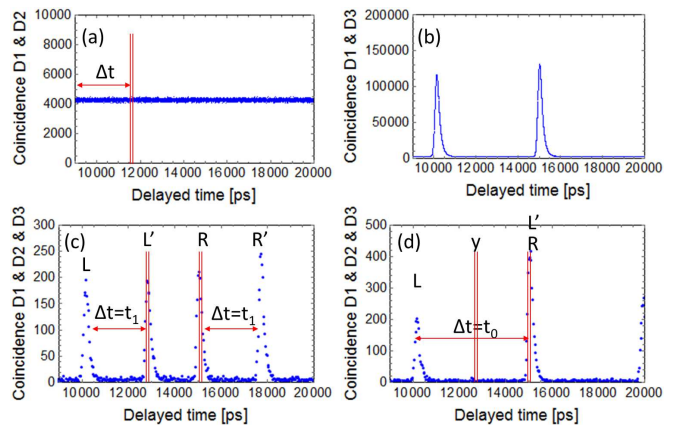 (a)
Coincidence D1 & D2
10000
8000
6000
4000
2000
0
Δt
10000 12000 14000 16000 18000 20000
Delayed time [ps]
(b)
Coincidence D1 & D3
200000
150000
100000
50000
0
10000 12000 14000 16000 18000 20000
Delayed time [ps]
(c)
Coincidence D1 & D2 & D3
300
250
200
150
100
50
0
L
L’
R
R’
Δt=t1
Δt=t1
10000 12000 14000 16000 18000 20000
Delayed time [ps]
(d)
Coincidence D1 & D2 & D3
500
400
300
200
100
0
L’
y
R
L
Δt=t0
10000 12000 14000 16000 18000 20000
Delayed time [ps]